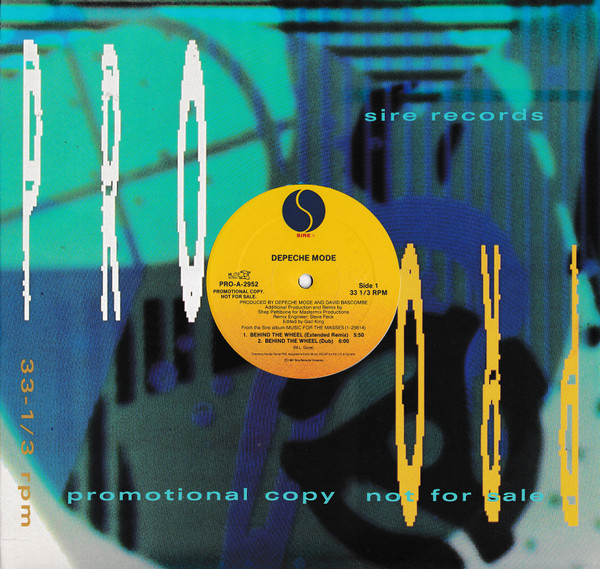 PRO
sire records
SIRE
DEPECHE MODE
PRO-A-2952
PROMOTIONAL COPY.
NOT FOR SALE.
Side 1
33 1/3 RPM
PRODUCED BY DEPECHE MODE AND DAVID BASCOMBE
Additional Production and Remix by
Shep Pettibone for Mastermix Productions
Remix Engineer: Steve Peck
Edited by Gail King
From the Sire album MUSIC FOR THE MASSES (1-25614)
1. BEHIND THE WHEEL (Extended Remix) 5:50
2. BEHIND THE WHEEL (Dub) 6:00
(M.L. Gore)
PRO
33-1/3 rpm
promotional copy not for sale